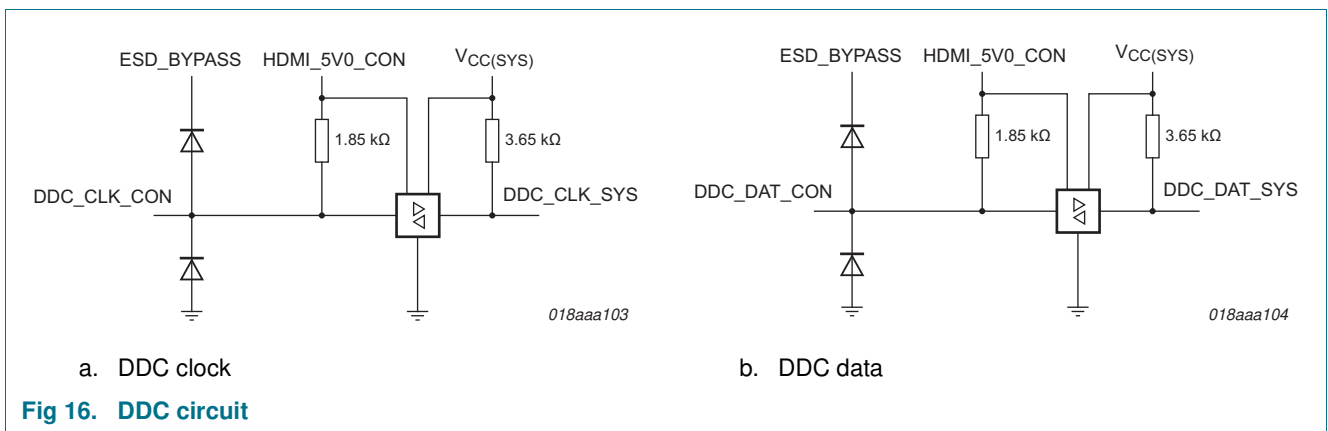 ESD_BYPASS HDMI_5V0_CON VCC(SYS)
1.85 kΩ 3.65 kΩ
DDC_CLK_CON DDC_CLK_SYS
018aaa103
a. DDC clock
ESD_BYPASS HDMI_5V0_CON VCC(SYS)
1.85 kΩ 3.65 kΩ
DDC_DAT_CON DDC_DAT_SYS
018aaa104
b. DDC data
Fig 16. DDC circuit